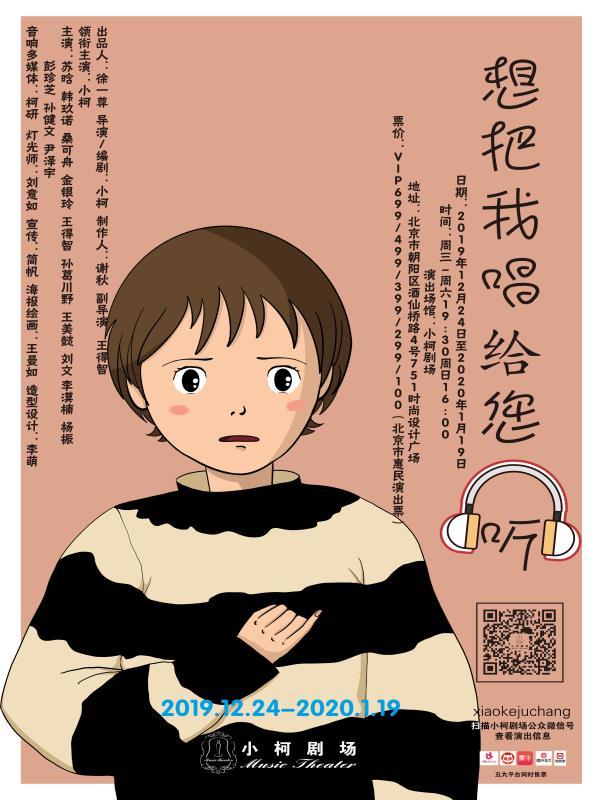 想把我唱给您听
日期：2019年12月24日至2020年1月19日
时间：周三-周六19:30周日16:00
演出场馆：小柯剧场
地址：北京市朝阳区酒仙桥路4号751时尚广场
票价：VIP699/499/399/299/100（北京市惠民演出票）
出品人：徐一尊 导演/编剧：小柯 制作人：谢秋 副导演：王得智
领衔主演：小柯
主演：苏晗 韩玖诺 桑可舟 金银玲 王得智 孙葛川野 王美懿 刘文 李漠楠 杨振
彭珍芝 孙健文 尹泽宇
音响多媒体：柯研 灯光师：刘意如 宣传：简帆 海报绘画：王曼如 造型设计：李萌
2019.12.24–2020.1.19
小柯剧场
Music Theater
xiaokejuchang
扫描小柯剧场公众微信号
查看演出信息
五大平台同时售票